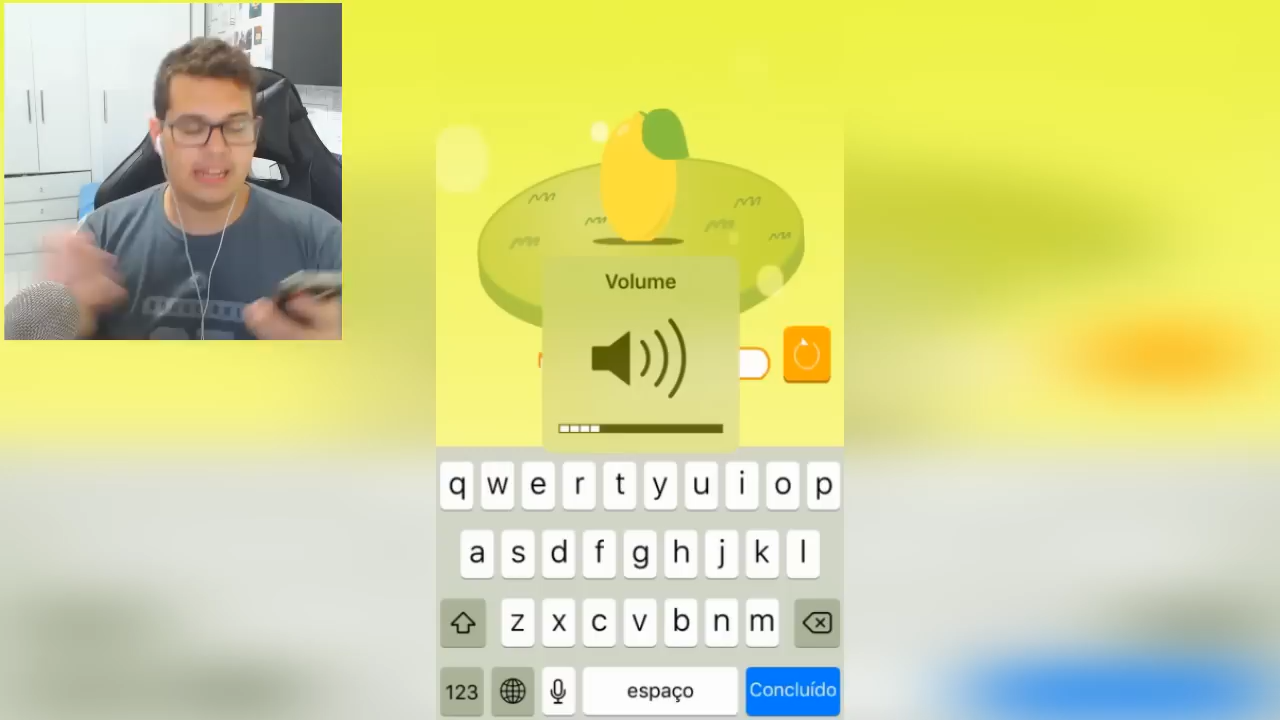 Volume
q w e r t y u i o p
a s d f g h j k l
z x c v b n m
123 espaço Concluído